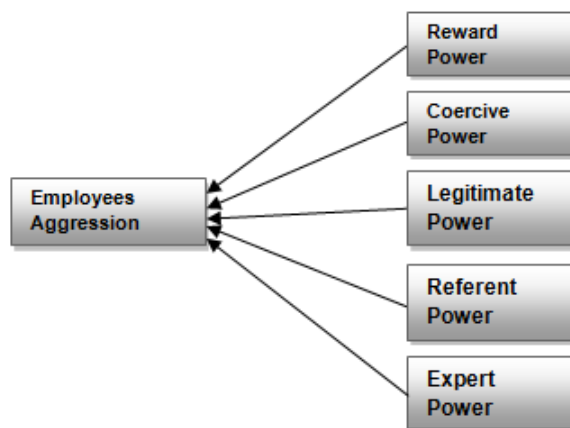 Reward
Power
Coercive
Power
Employees
Aggression
Legitimate
Power
Referent
Power
Expert
Power